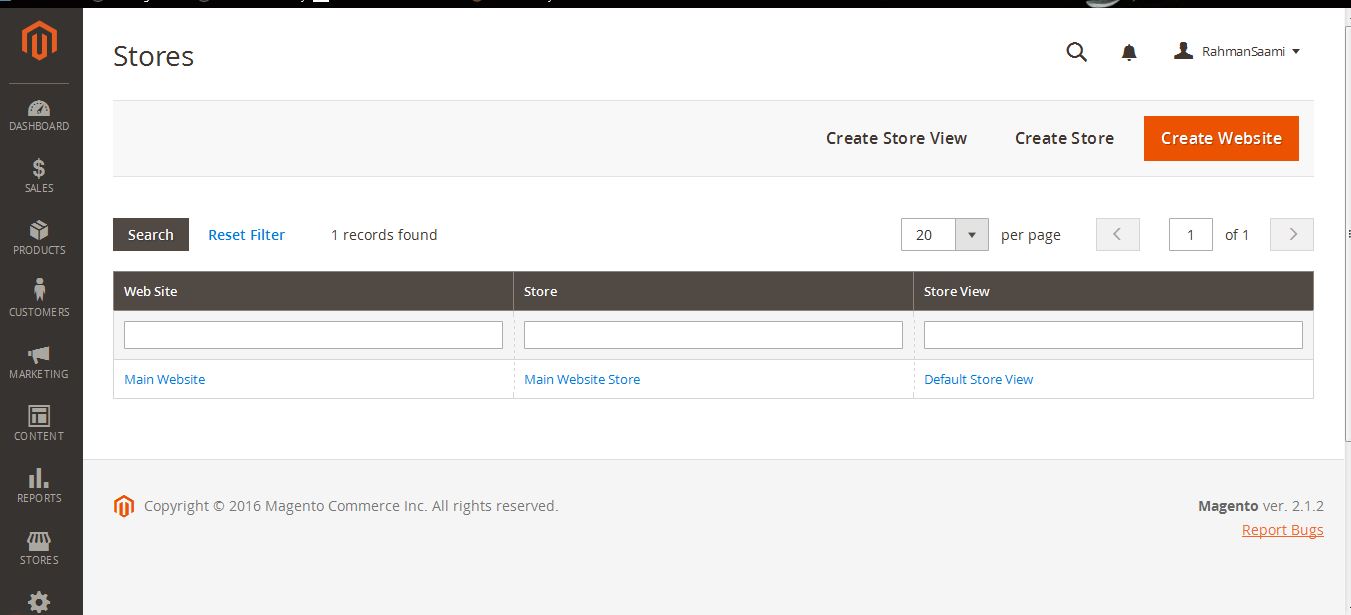 Stores
RahmanSaami
Create Store View Create Store Create Website
Search Reset Filter 1 records found 20 per page 1 of 1
Web Site Store Store View
Main Website Main Website Store Default Store View
DASHBOARD
SALES
PRODUCTS
CUSTOMERS
MARKETING
CONTENT
REPORTS
STORES
Copyright © 2016 Magento Commerce Inc. All rights reserved.
Magento ver. 2.1.2
Report Bugs